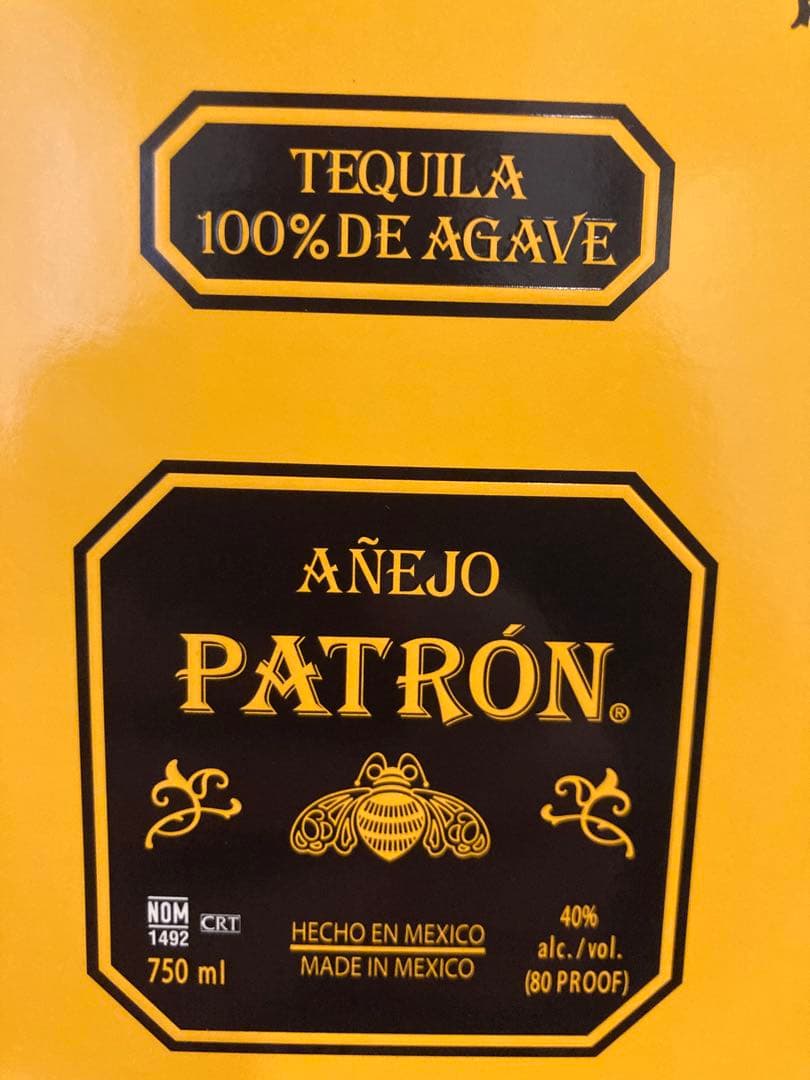 TEQUILA
100% DE AGAVE
AÑEJO
PATRÓN®
NOM
1492
CRT
750 ml
HECHO EN MEXICO
MADE IN MEXICO
40%
alc./vol.
(80 PROOF)